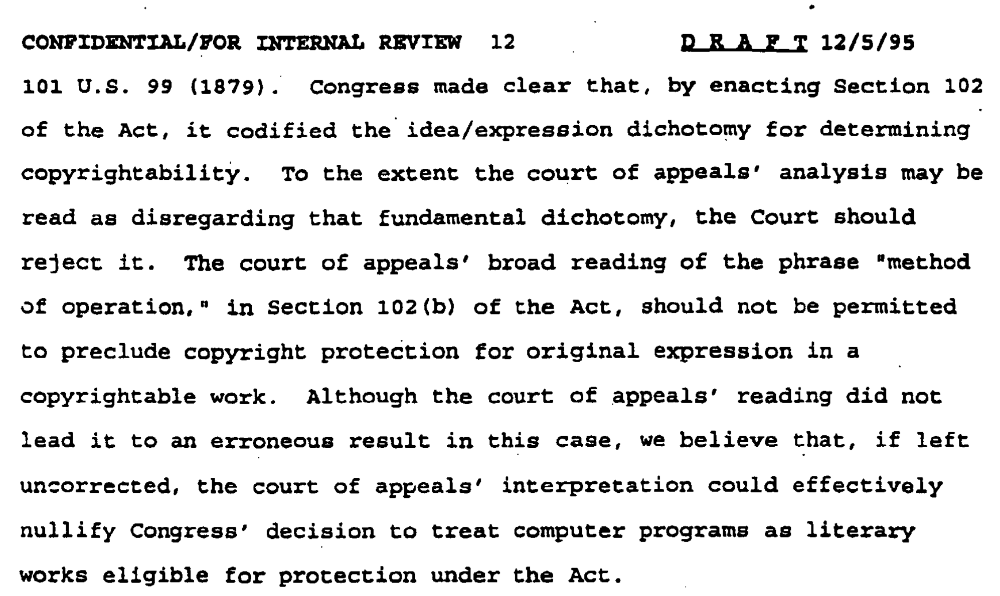 CONFIDENTIAL/FOR INTERNAL REVIEW 12 D R A F T 12/5/95
101 U.S. 99 (1879). Congress made clear that, by enacting Section 102
of the Act, it codified the idea/expression dichotomy for determining
copyrightability. To the extent the court of appeals' analysis may be
read as disregarding that fundamental dichotomy, the Court should
reject it. The court of appeals' broad reading of the phrase "method
of operation," in Section 102(b) of the Act, should not be permitted
to preclude copyright protection for original expression in a
copyrightable work. Although the court of appeals' reading did not
lead it to an erroneous result in this case, we believe that, if left
uncorrected, the court of appeals' interpretation could effectively
nullify Congress' decision to treat computer programs as literary
works eligible for protection under the Act.